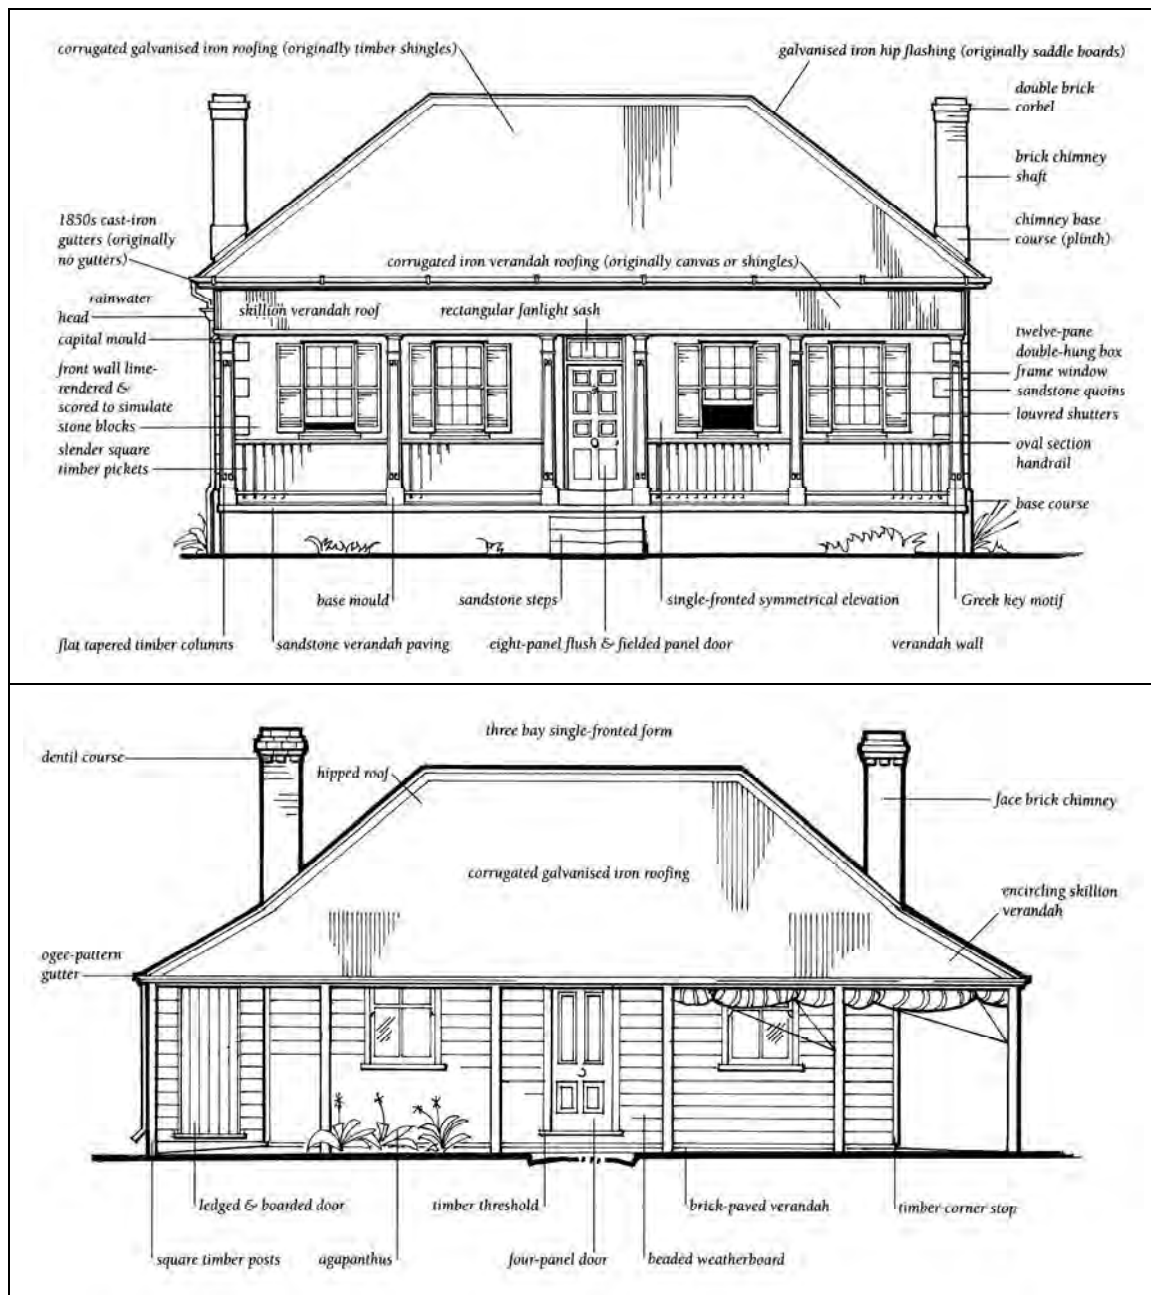 corrugated galvanised iron roofing (originally timber shingles)
galvanised iron hip flashing (originally saddle boards)
double brick
corbel
brick chimney
shaft
1850s cast-iron
gutters (originally
no gutters)
chimney base
course (plinth)
corrugated iron verandah roofing (originally canvas or shingles)
rainwater
head
skillion verandah roof
rectangular fanlight sash
capital mould
twelve-pane
double-hung box
frame window
front wall lime-
rendered &
scored to simulate
stone blocks
sandstone quoins
louvred shutters
slender square
timber pickets
oval section
handrail
base course
base mould
sandstone steps
single-fronted symmetrical elevation
Greek key motif
flat tapered timber columns
sandstone verandah paving
eight-panel flush & fielded panel door
verandah wall
three bay single-fronted form
dentil course
hipped roof
face brick chimney
corrugated galvanised iron roofing
encircling skillion
verandah
ogee-pattern
gutter
ledged & boarded door
timber threshold
brick-paved verandah
timber corner stop
square timber posts
agapanthus
four-panel door
beaded weatherboard